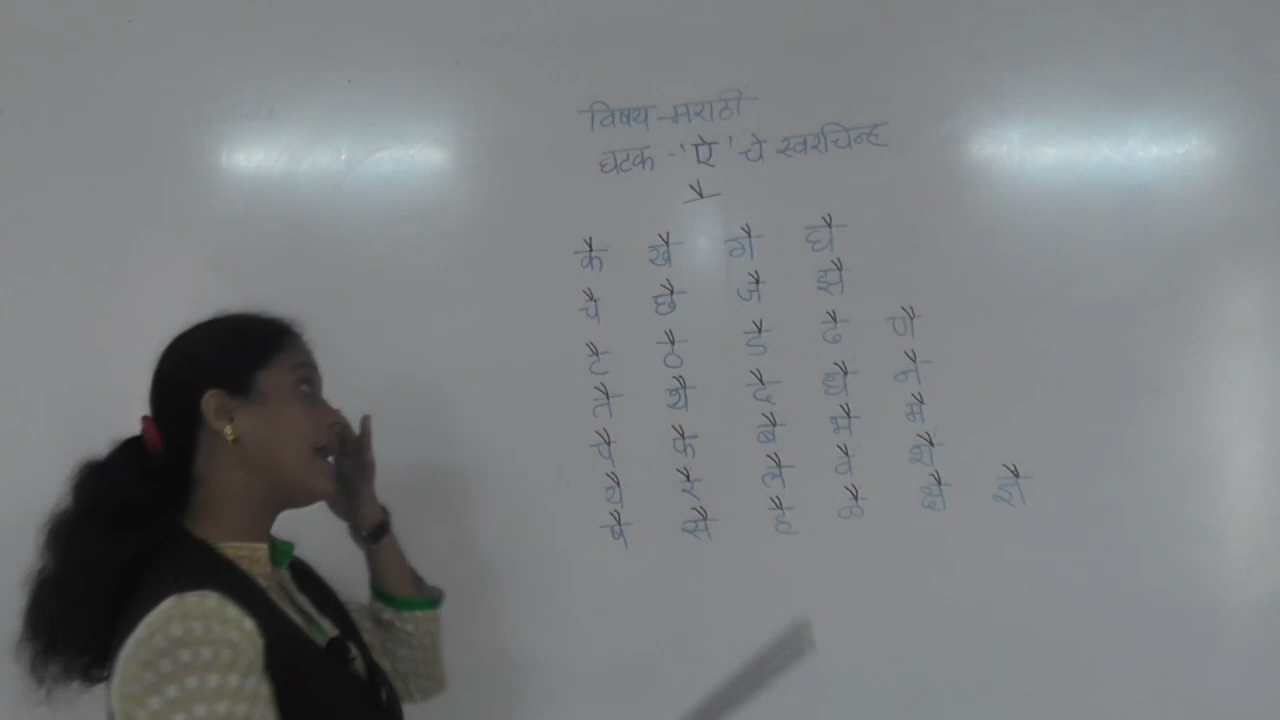 विषय - मराठी
घटक - 'ऐ' चे स्वरचिन्ह
ै
कै खै गै घै
चै छै जै झै
टै ठै डै ढै णै
तै थै दै धै नै
पै फै बै भै मै
यै रै लै वै शै
षै सै है ळै क्षै ज्ञै